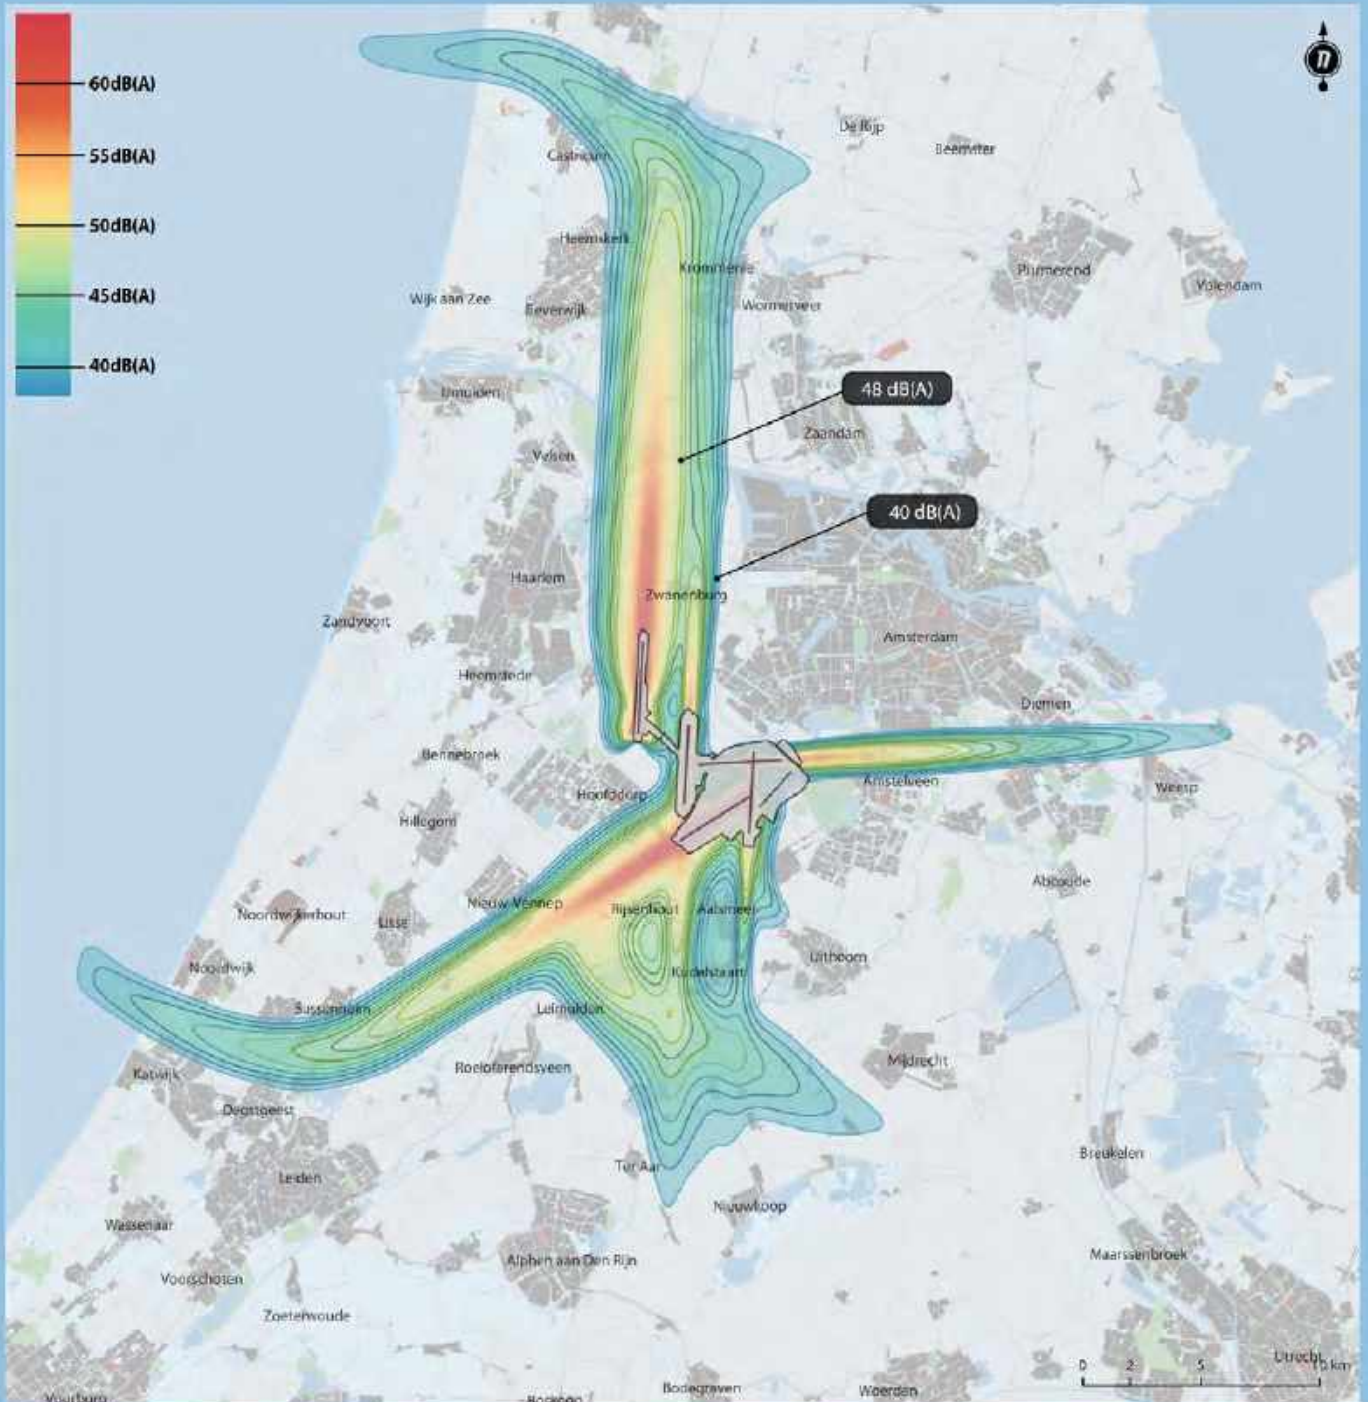 60dB(A)
55dB(A)
50dB(A)
45dB(A)
40dB(A)
n
De Rijp
Beemster
Castricum
Heemskerk
Krommenie
Purmerend
Volendam
Wijk aan Zee
Beverwijk
Wormerveer
48 dB(A)
IJmuiden
Zaandam
Velsen
40 dB(A)
Haarlem
Zwanenburg
Zandvoort
Amsterdam
Heemstede
Diemen
Bennebroek
Amstelveen
Weesp
Hoofddorp
Hillegom
Abcoude
Nieuw-Vennep
Rijsenhout
Aalsmeer
Noordwijkerhout
Lisse
Uithoorn
Noordwijk
Kudelstaart
Sassenheim
Leimuiden
Roelofarendsveen
Mijdrecht
Katwijk
Oegstgeest
Breukelen
Ter Aar
Leiden
Nieuwkoop
Wassenaar
Maarssenbroek
Alphen aan Den Rijn
Voorschoten
Zoeterwoude
Utrecht
0 2 5 10 km
Bodegraven
Woerden
Voorburg